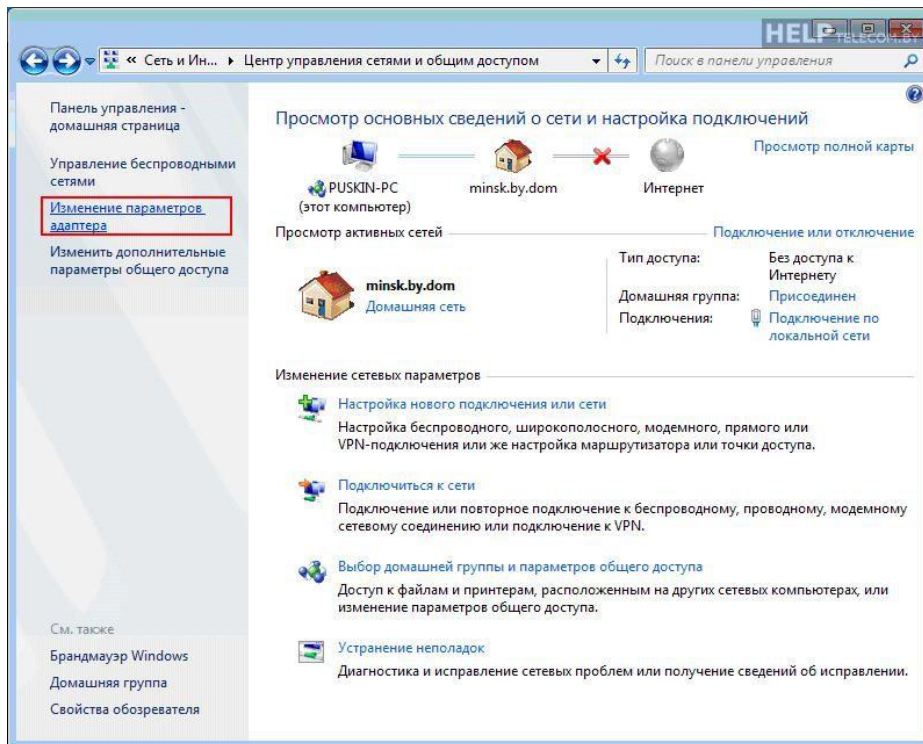 HELP TELECOM.BY
« Сеть и Ин... ▸ Центр управления сетями и общим доступом
Поиск в панели управления
Панель управления -
домашняя страница
Управление беспроводными
сетями
Изменение параметров
адаптера
Изменить дополнительные
параметры общего доступа
См. также
Брандмауэр Windows
Домашняя группа
Свойства обозревателя
Просмотр основных сведений о сети и настройка подключений
Просмотр полной карты
PUSKIN-PC
(этот компьютер)
minsk.by.dom
Интернет
Просмотр активных сетей
Подключение или отключение
minsk.by.dom
Домашняя сеть
Тип доступа: Без доступа к
Интернету
Домашняя группа: Присоединен
Подключения: Подключение по
локальной сети
Изменение сетевых параметров
Настройка нового подключения или сети
Настройка беспроводного, широкополосного, модемного, прямого или
VPN-подключения или же настройка маршрутизатора или точки доступа.
Подключиться к сети
Подключение или повторное подключение к беспроводному, проводному, модемному
сетевому соединению или подключение к VPN.
Выбор домашней группы и параметров общего доступа
Доступ к файлам и принтерам, расположенным на других сетевых компьютерах, или
изменение параметров общего доступа.
Устранение неполадок
Диагностика и исправление сетевых проблем или получение сведений об исправлении.